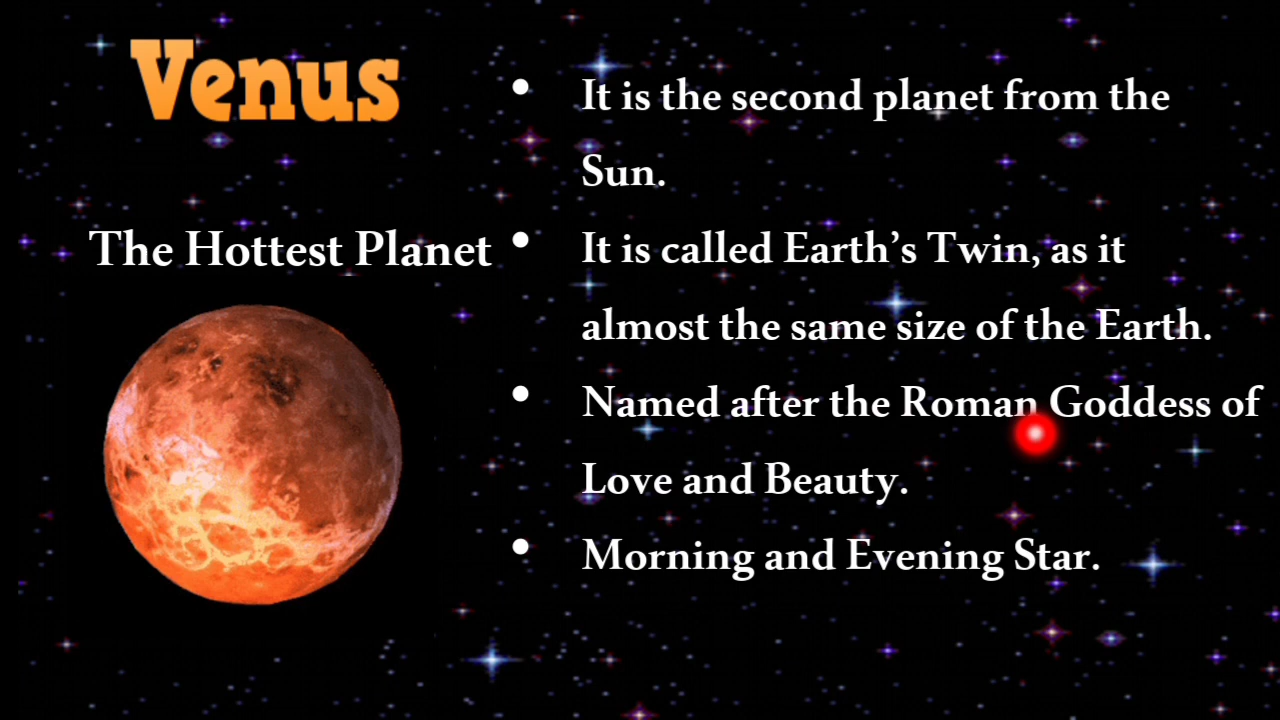 Venus
The Hottest Planet
• It is the second planet from the
Sun.
• It is called Earth’s Twin, as it
almost the same size of the Earth.
• Named after the Roman Goddess of
Love and Beauty.
• Morning and Evening Star.